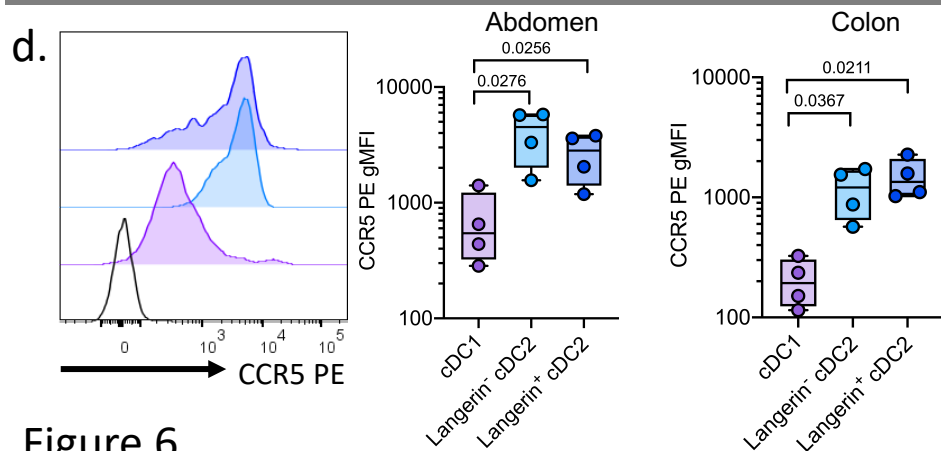 d.
0
10³
10⁴
10⁵
CCR5 PE
Abdomen
0.0256
0.0276
10000
1000
100
CCR5 PE gMFI
cDC1
Langerin⁻ cDC2
Langerin⁺ cDC2
Colon
0.0211
0.0367
10000
1000
100
CCR5 PE gMFI
cDC1
Langerin⁻ cDC2
Langerin⁺ cDC2
Figure 6